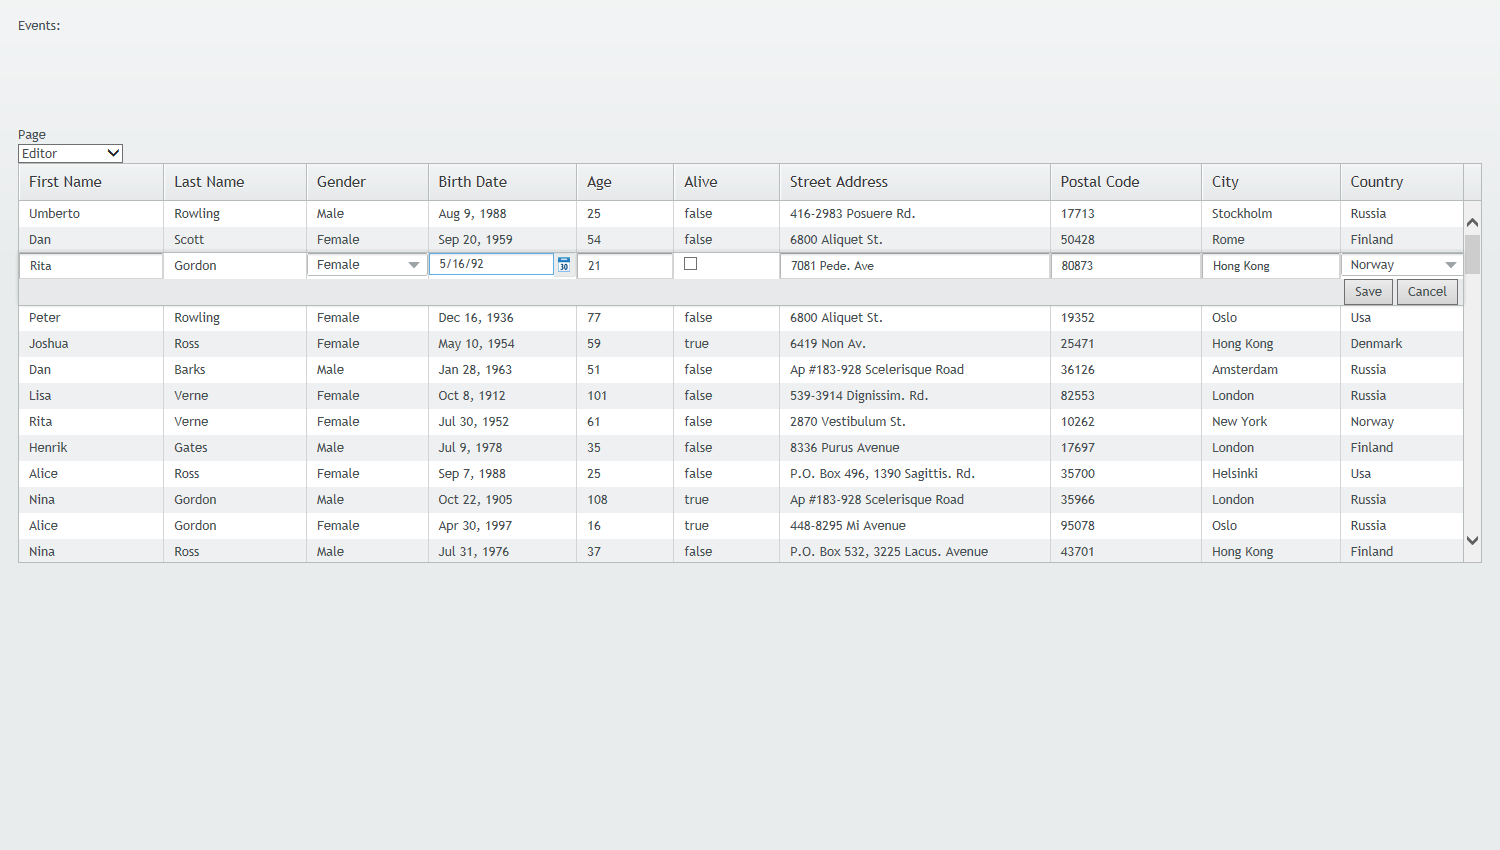 Events:
Page
Editor
First Name Last Name Gender Birth Date Age Alive Street Address Postal Code City Country
Umberto Rowling Male Aug 9, 1988 25 false 416-2983 Posuere Rd. 17713 Stockholm Russia
Dan Scott Female Sep 20, 1959 54 false 6800 Aliquet St. 50428 Rome Finland
Rita Gordon Female 5/16/92 30 21 7081 Pede. Ave 80873 Hong Kong Norway
Save Cancel
Peter Rowling Female Dec 16, 1936 77 false 6800 Aliquet St. 19352 Oslo Usa
Joshua Ross Female May 10, 1954 59 true 6419 Non Av. 25471 Hong Kong Denmark
Dan Barks Male Jan 28, 1963 51 false Ap #183-928 Scelerisque Road 36126 Amsterdam Russia
Lisa Verne Female Oct 8, 1912 101 false 539-3914 Dignissim. Rd. 82553 London Russia
Rita Verne Female Jul 30, 1952 61 false 2870 Vestibulum St. 10262 New York Norway
Henrik Gates Male Jul 9, 1978 35 false 8336 Purus Avenue 17697 London Finland
Alice Ross Female Sep 7, 1988 25 false P.O. Box 496, 1390 Sagittis. Rd. 35700 Helsinki Usa
Nina Gordon Male Oct 22, 1905 108 true Ap #183-928 Scelerisque Road 35966 London Russia
Alice Gordon Female Apr 30, 1997 16 true 448-8295 Mi Avenue 95078 Oslo Russia
Nina Ross Male Jul 31, 1976 37 false P.O. Box 532, 3225 Lacus. Avenue 43701 Hong Kong Finland